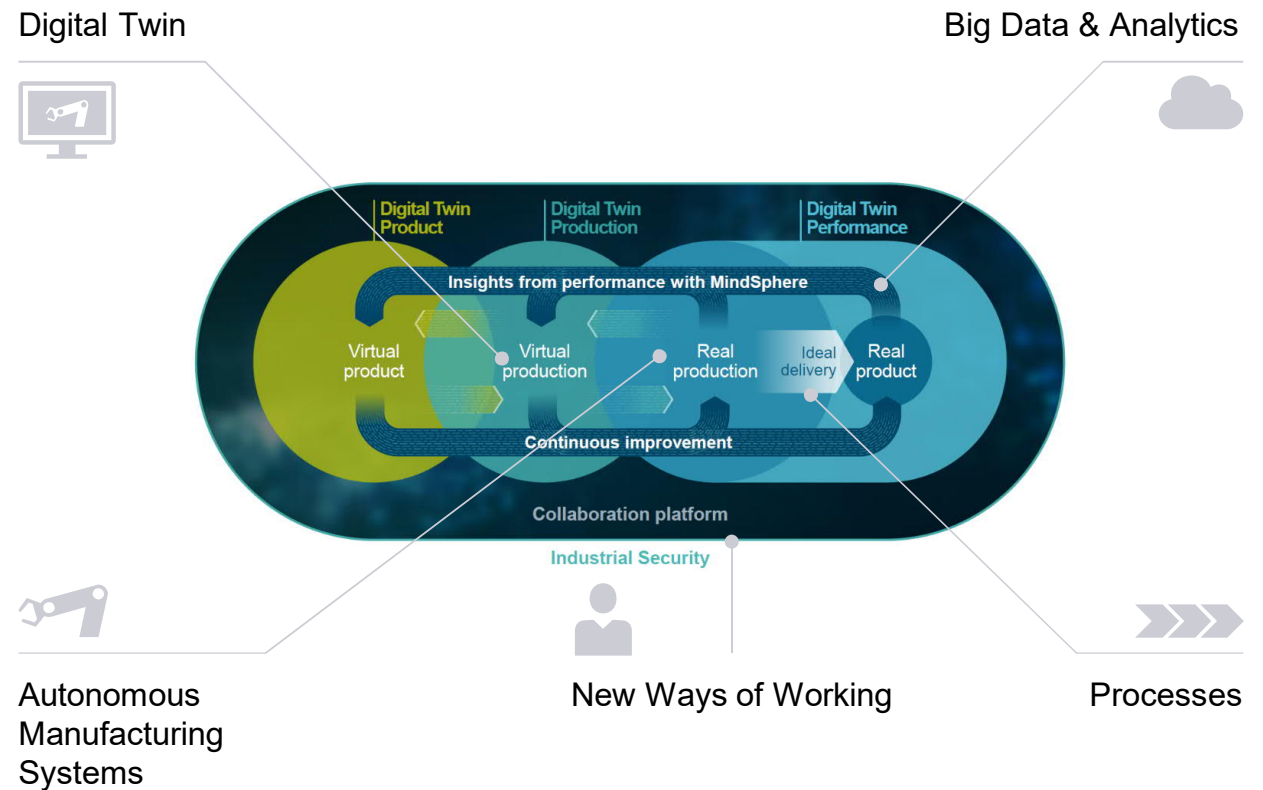 Digital Twin
Big Data & Analytics
Digital Twin
Product
Digital Twin
Production
Digital Twin
Performance
Insights from performance with MindSphere
Virtual
product
Virtual
production
Real
production
Ideal
delivery
Real
product
Continuous improvement
Collaboration platform
Industrial Security
Autonomous
Manufacturing
Systems
New Ways of Working
Processes